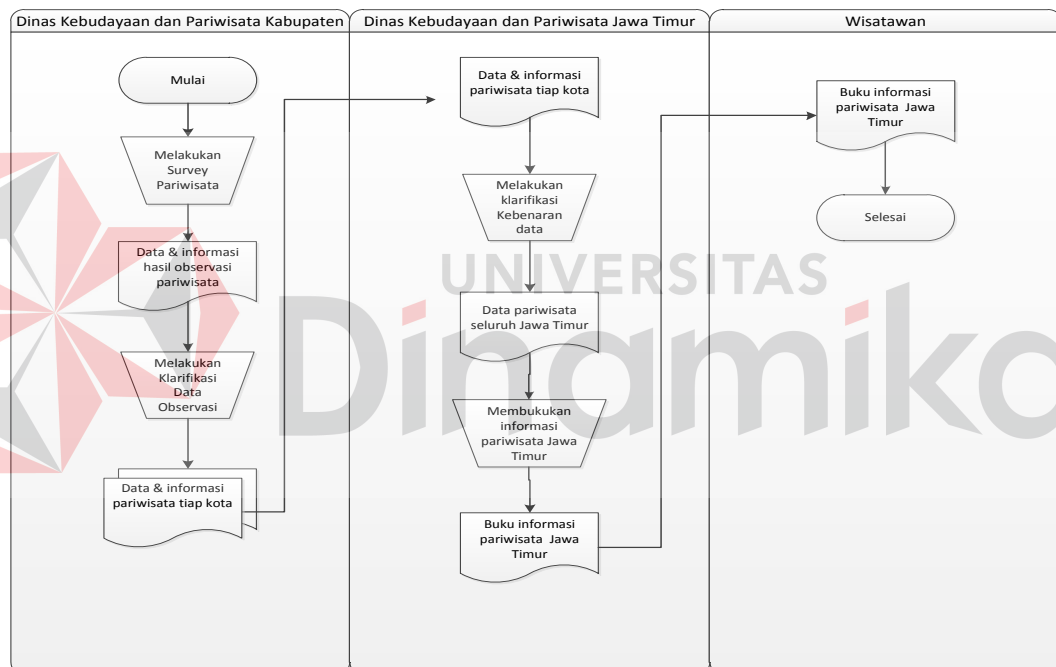 Dinas Kebudayaan dan Pariwisata Kabupaten
Mulai
Melakukan
Survey
Pariwisata
Data & informasi
hasil observasi
pariwisata
Melakukan
Klarifikasi
Data
Observasi
Data & informasi
pariwisata tiap kota
Dinas Kebudayaan dan Pariwisata Jawa Timur
Data & informasi
pariwisata tiap kota
Melakukan
klarifikasi
Kebenaran
data
Data pariwisata
seluruh Jawa Timur
Membukukan
informasi
pariwisata Jawa
Timur
Buku informasi
pariwisata Jawa
Timur
Wisatawan
Buku informasi
pariwisata Jawa
Timur
Selesai
UNIVERSITAS
Dinamika